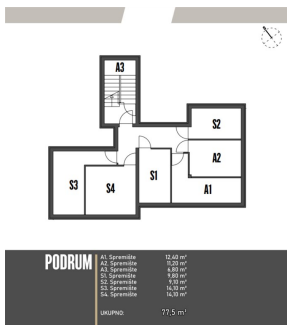 A3
S2
A2
S3
S4
S1
A1
PODRUM
A1. Spremište 12,40 m²
A2. Spremište 11,20 m²
A3. Spremište 6,80 m²
S1. Spremište 9,80 m²
S2. Spremište 9,10 m²
S3. Spremište 14,10 m²
S4. Spremište 14,10 m²
UKUPNO: 77,5 m²